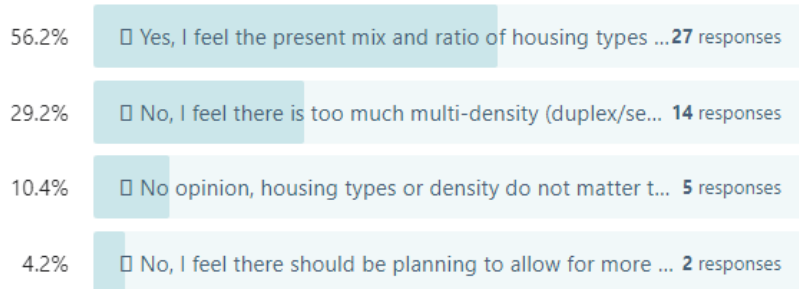 56.2% ▯ Yes, I feel the present mix and ratio of housing types ... 27 responses
29.2% ▯ No, I feel there is too much multi-density (duplex/se... 14 responses
10.4% ▯ No opinion, housing types or density do not matter t... 5 responses
4.2% ▯ No, I feel there should be planning to allow for more ... 2 responses